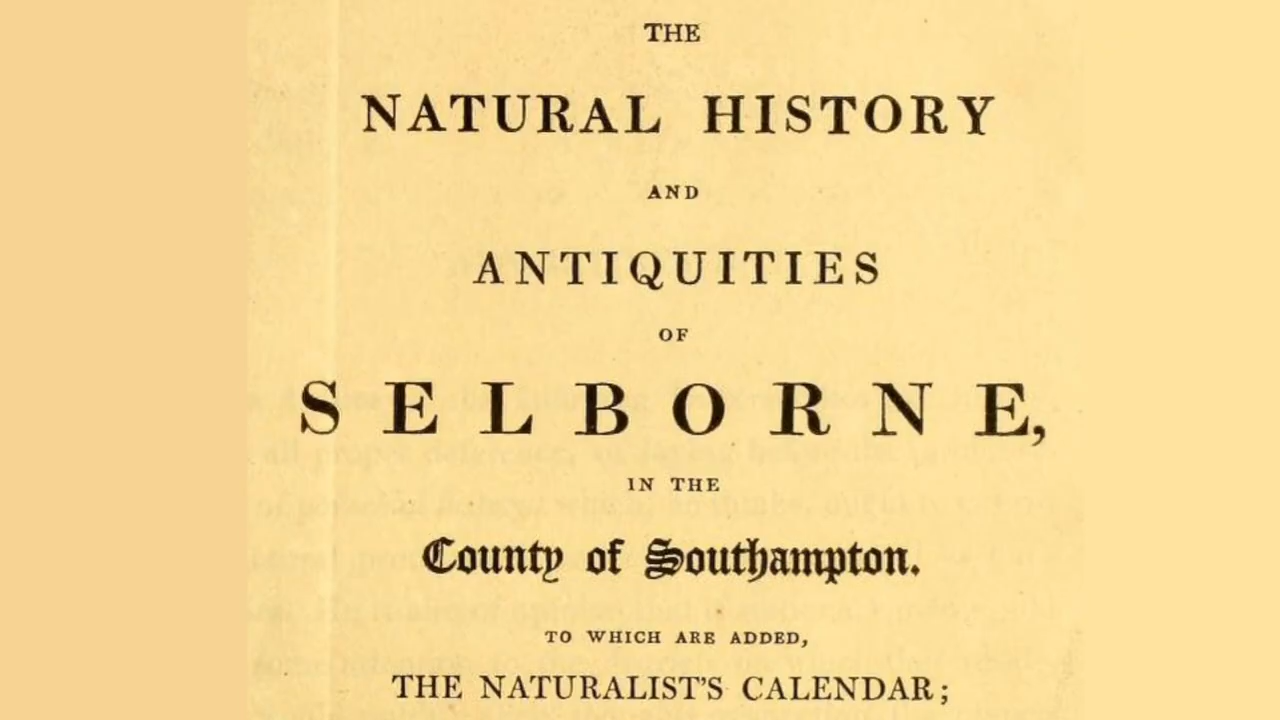 THE
NATURAL HISTORY
AND
ANTIQUITIES
OF
SELBORNE,
IN THE
County of Southampton.
TO WHICH ARE ADDED,
THE NATURALIST'S CALENDAR;